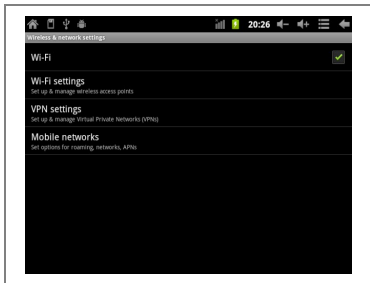 20:26
Wireless & network settings
Wi-Fi
Wi-Fi settings
Set up & manage wireless access points
VPN settings
Set up & manage Virtual Private Networks (VPNs)
Mobile networks
Set options for roaming, networks, APNs